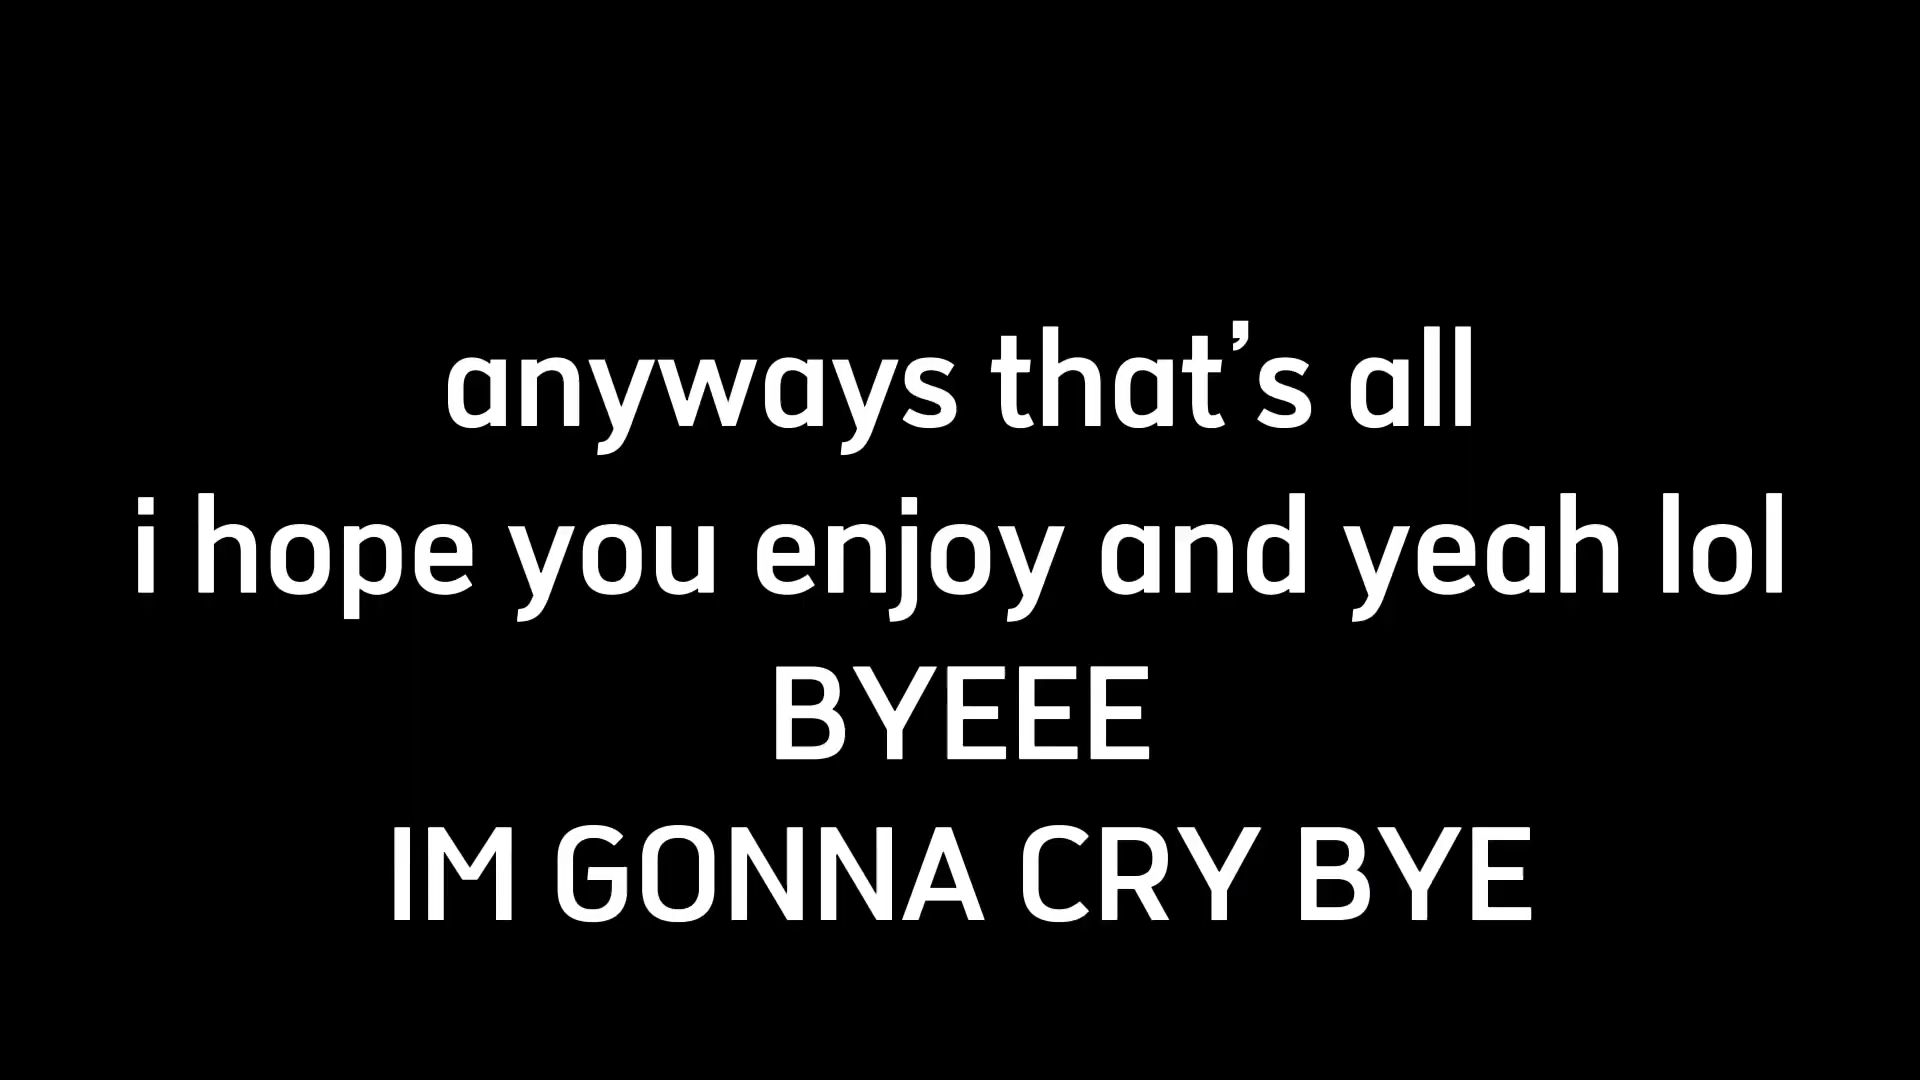 anyways that’s all
i hope you enjoy and yeah lol
BYEEE
IM GONNA CRY BYE